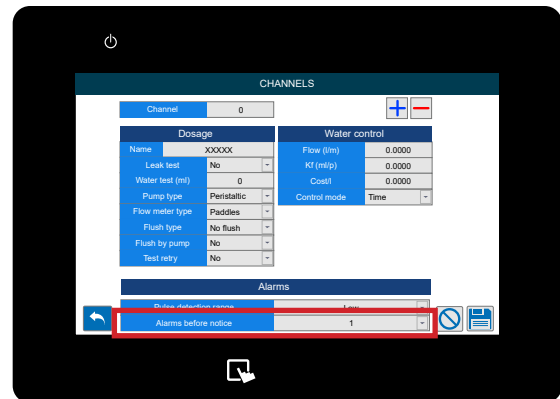 CHANNELS
Channel 0
Dosage
Name XXXXX
Leak test No
Water test (ml) 0
Pump type Peristaltic
Flow meter type Paddles
Flush type No flush
Flush by pump No
Test retry No
Water control
Flow (l/m) 0.0000
Kf (ml/p) 0.0000
Cost/l 0.0000
Control mode Time
Alarms
Pulse detection range Low
Alarms before notice 1